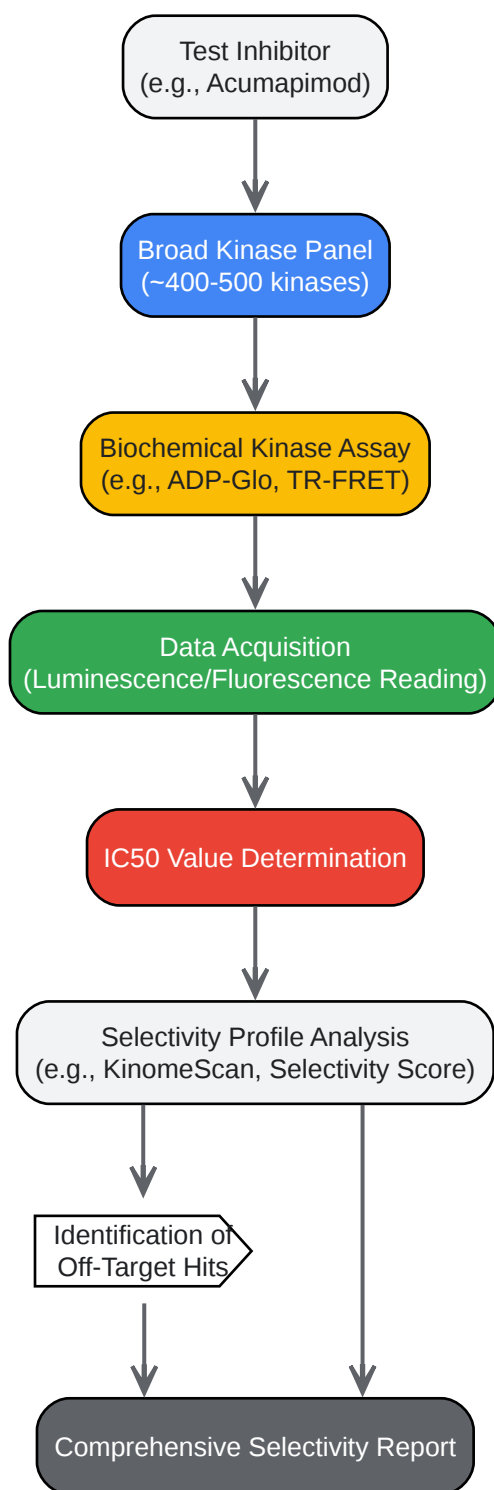 Test Inhibitor
(e.g., Acumapimod)
Broad Kinase Panel
(~400-500 kinases)
Biochemical Kinase Assay
(e.g., ADP-Glo, TR-FRET)
Data Acquisition
(Luminescence/Fluorescence Reading)
IC50 Value Determination
Selectivity Profile Analysis
(e.g., KinomeScan, Selectivity Score)
Identification of
Off-Target Hits
Comprehensive Selectivity Report